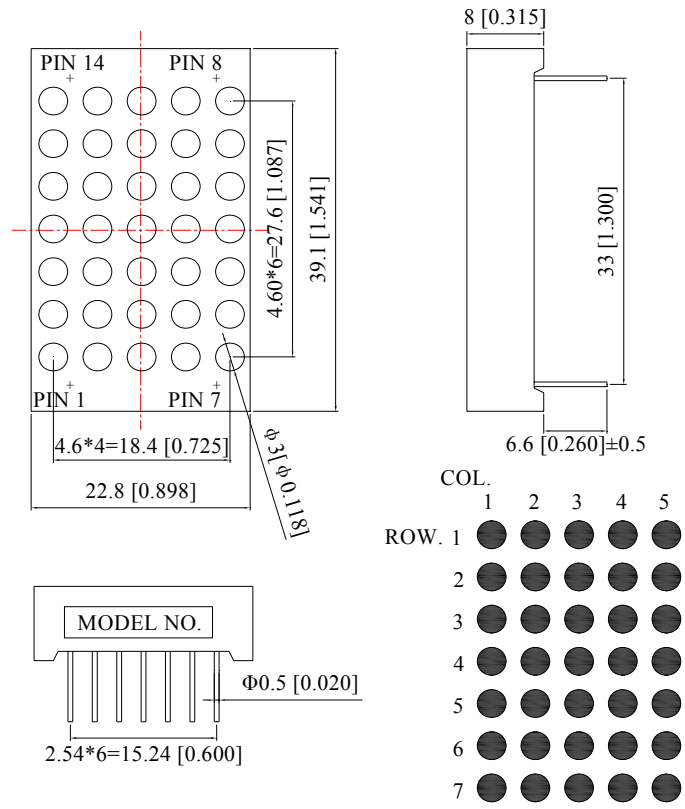 8 [0.315]
PIN 14 PIN 8
4.60*6=27.6 [1.087]
39.1 [1.541]
33 [1.300]
PIN 1 PIN 7
4.6*4=18.4 [0.725]
22.8 [0.898]
ϕ3[ϕ0.118]
6.6 [0.260]±0.5
COL.
1 2 3 4 5
ROW. 1
2
3
4
5
6
7
MODEL NO.
Φ0.5 [0.020]
2.54*6=15.24 [0.600]